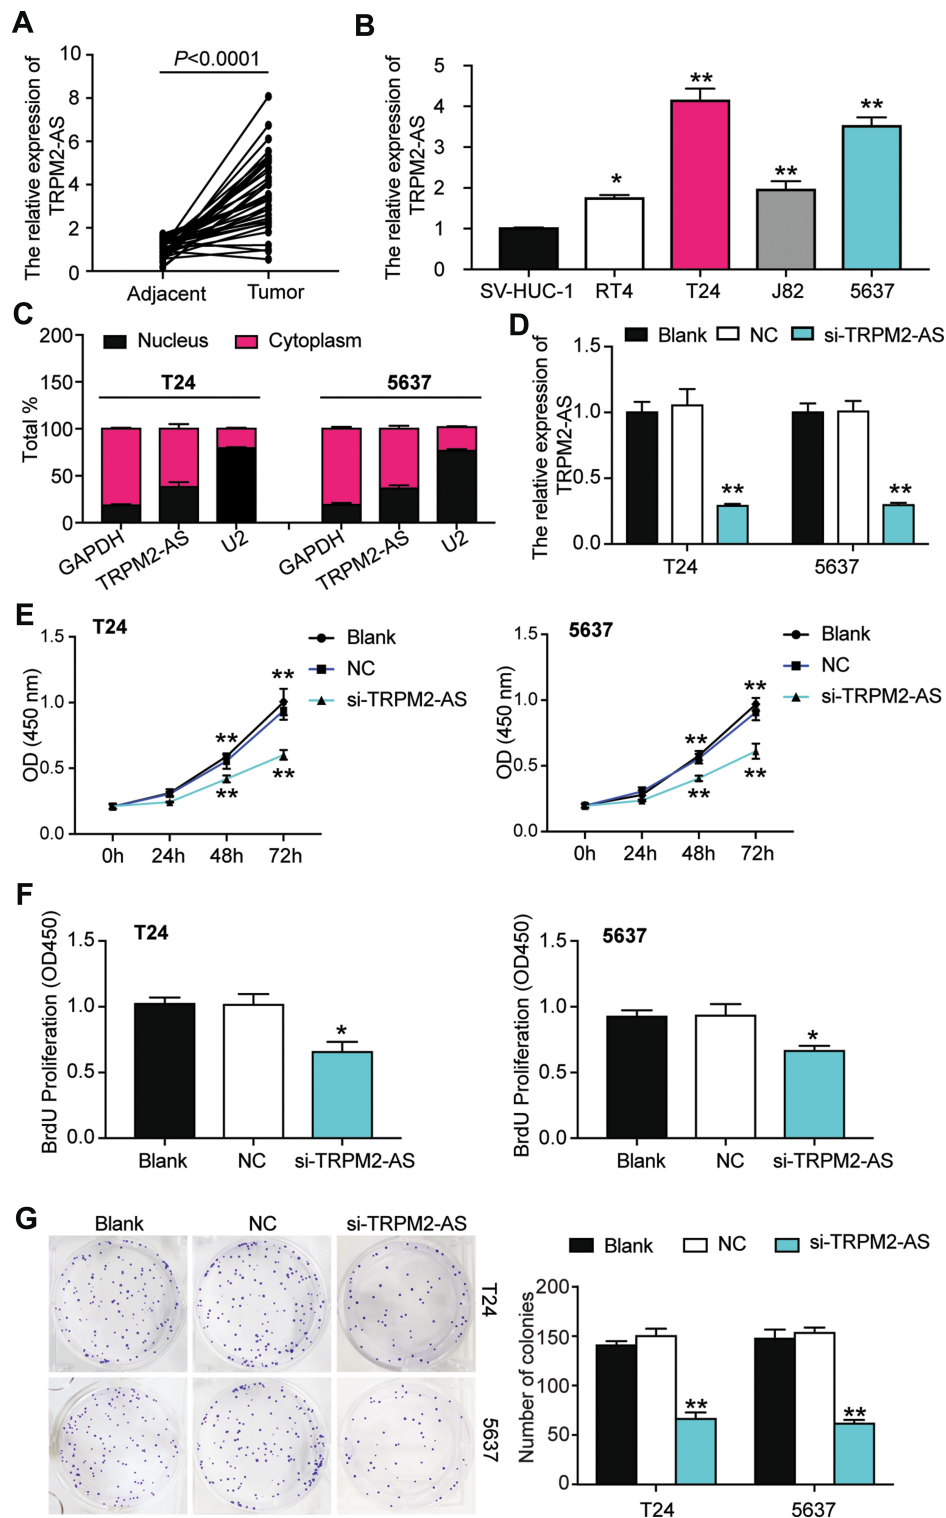 A
The relative expression of
TRPM2-AS
10
8
6
4
2
0
P<0.0001
Adjacent
Tumor
B
The relative expression of
TRPM2-AS
5
4
3
2
1
0
*
**
**
**
SV-HUC-1
RT4
T24
J82
5637
C
Nucleus
Cytoplasm
Total %
200
150
100
50
0
T24
5637
GAPDH
TRPM2-AS
U2
GAPDH
TRPM2-AS
U2
D
Blank
NC
si-TRPM2-AS
The relative expression of
TRPM2-AS
1.5
1.0
0.5
0.0
**
**
T24
5637
E
T24
OD (450 nm)
1.5
1.0
0.5
0.0
Blank
NC
si-TRPM2-AS
**
**
**
**
0h
24h
48h
72h
5637
OD (450 nm)
1.5
1.0
0.5
0.0
Blank
NC
si-TRPM2-AS
**
**
**
**
0h
24h
48h
72h
F
T24
BrdU Proliferation (OD450)
1.5
1.0
0.5
0.0
*
Blank
NC
si-TRPM2-AS
5637
BrdU Proliferation (OD450)
1.5
1.0
0.5
0.0
*
Blank
NC
si-TRPM2-AS
G
Blank
NC
si-TRPM2-AS
T24
5637
Blank
NC
si-TRPM2-AS
Number of colonies
200
150
100
50
0
**
**
T24
5637